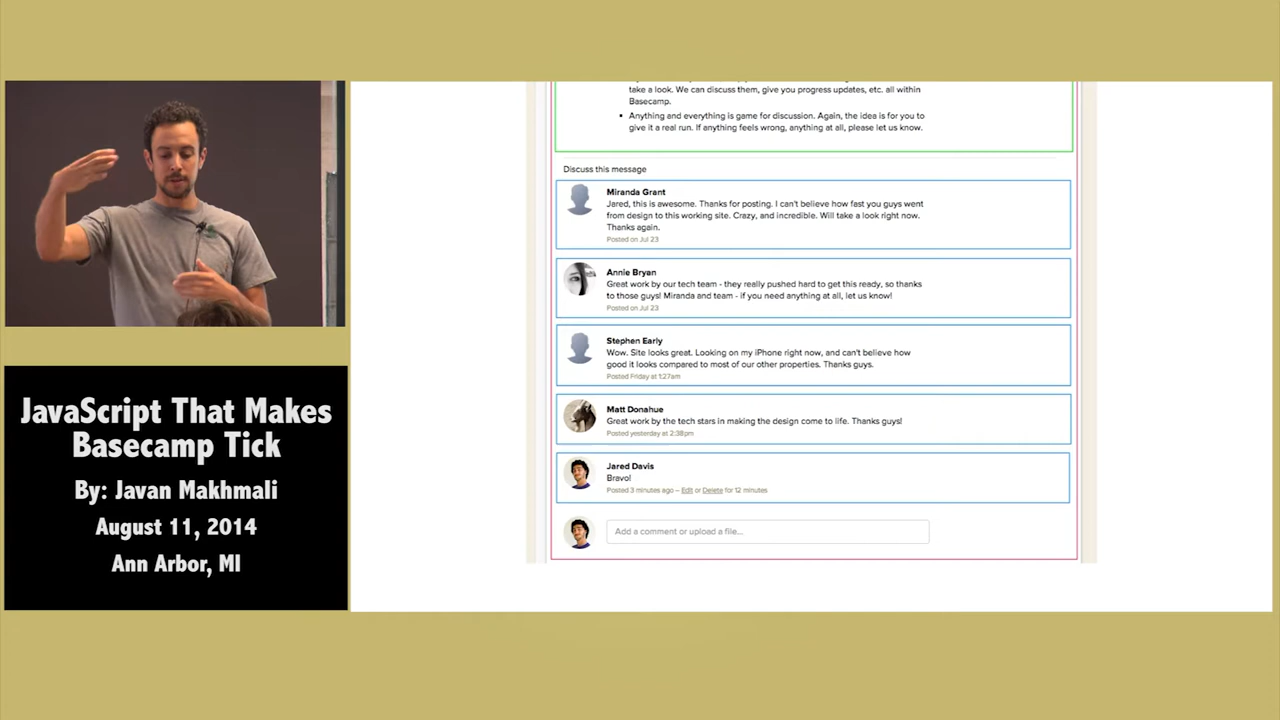 take a look. We can discuss them, give you progress updates, etc. all within
Basecamp.
Anything and everything is game for discussion. Again, the idea is for you to
give it a real run. If anything feels wrong, anything at all, please let us know.
Discuss this message
Miranda Grant
Jared, this is awesome. Thanks for posting. I can't believe how fast you guys went
from design to this working site. Crazy, and incredible. Will take a look right now.
Thanks again.
Posted on Jul 23
Annie Bryan
Great work by our tech team - they really pushed hard to get this ready, so thanks
to those guys! Miranda and team - if you need anything at all, let us know!
Posted on Jul 23
Stephen Early
Wow. Site looks great. Looking on my iPhone right now, and can't believe how
good it looks compared to most of our other properties. Thanks guys.
Posted Friday at 1:27am
Matt Donahue
Great work by the tech stars in making the design come to life. Thanks guys!
Posted yesterday at 2:38pm
Jared Davis
Bravo!
Posted 3 minutes ago – Edit or Delete for 12 minutes
Add a comment or upload a file...
JavaScript That Makes
Basecamp Tick
By: Javan Makhmali
August 11, 2014
Ann Arbor, MI